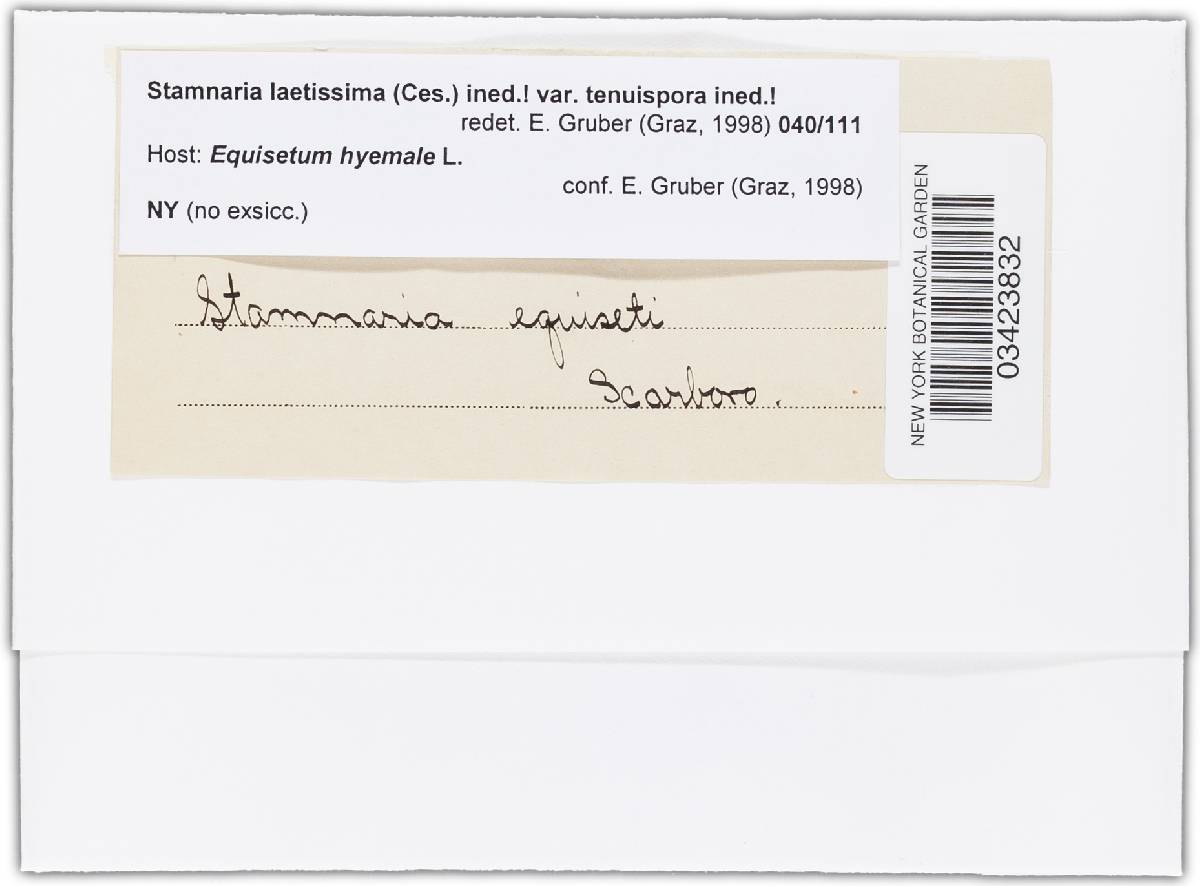 Stamnaria laetissima (Ces.) ined.! var. tenuispora ined.!
redet. E. Gruber (Graz, 1998) 040/111
Host: Equisetum hyemale L.
conf. E. Gruber (Graz, 1998)
NY (no exsicc.)
Stamnaria equiseti
Scarboro.
NEW YORK BOTANICAL GARDEN
03423832